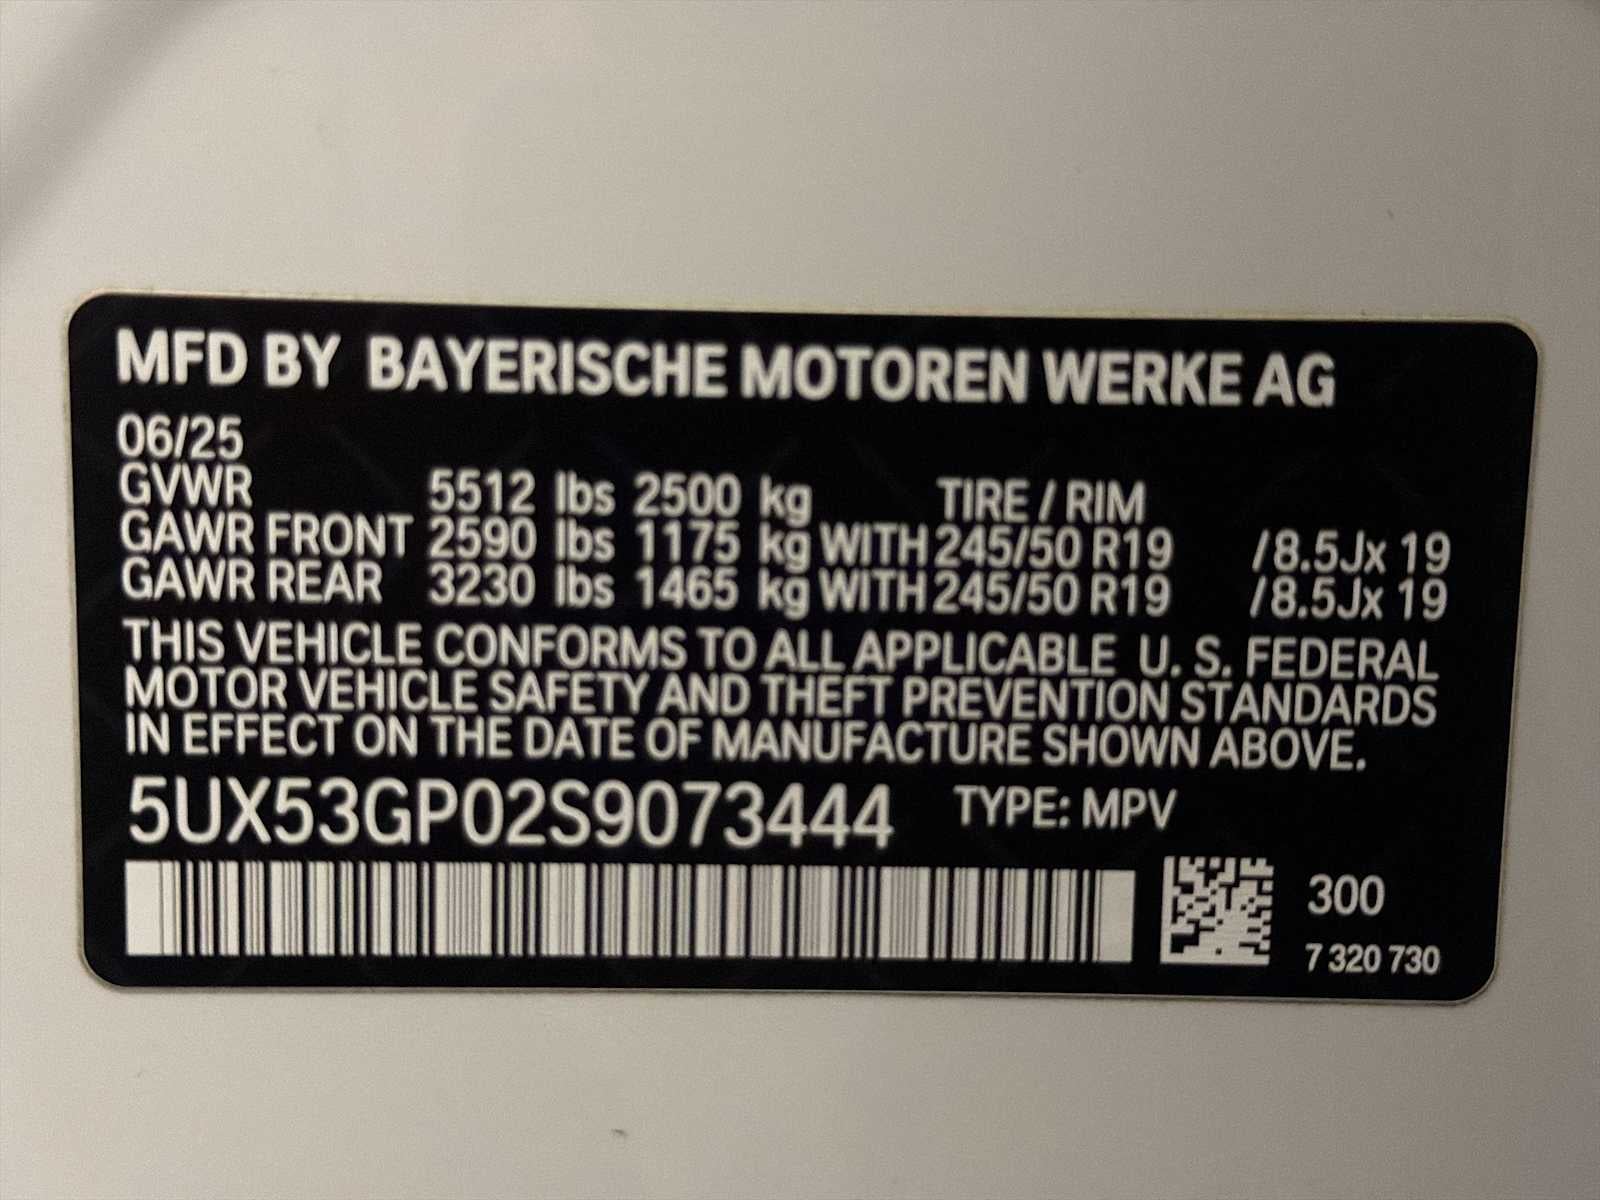 MFD BY BAYERISCHE MOTOREN WERKE AG
06/25
GVWR 5512 lbs 2500 kg TIRE / RIM
GAWR FRONT 2590 lbs 1175 kg WITH 245/50 R19 /8.5Jx 19
GAWR REAR 3230 lbs 1465 kg WITH 245/50 R19 /8.5Jx 19
THIS VEHICLE CONFORMS TO ALL APPLICABLE U. S. FEDERAL
MOTOR VEHICLE SAFETY AND THEFT PREVENTION STANDARDS
IN EFFECT ON THE DATE OF MANUFACTURE SHOWN ABOVE.
5UX53GP02S9073444 TYPE: MPV
300
7 320 730